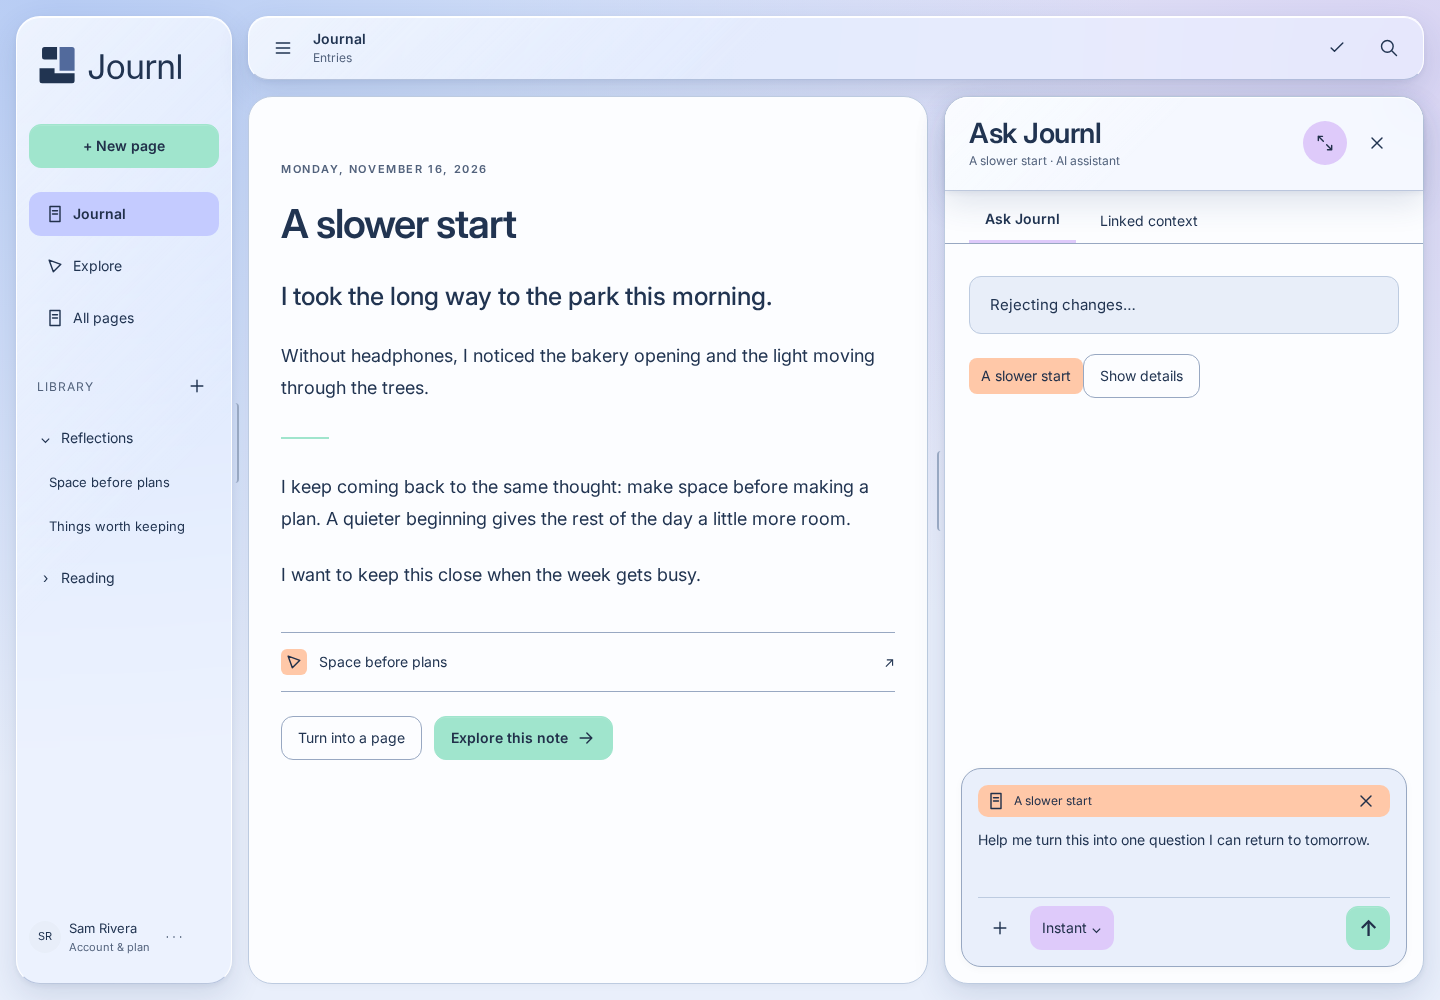 Journl
+ New page
Journal
Explore
All pages
LIBRARY
Reflections
Space before plans
Things worth keeping
Reading
SR
Sam Rivera
Account & plan
Journal
Entries
MONDAY, NOVEMBER 16, 2026
A slower start
I took the long way to the park this morning.
Without headphones, I noticed the bakery opening and the light moving
through the trees.
I keep coming back to the same thought: make space before making a
plan. A quieter beginning gives the rest of the day a little more room.
I want to keep this close when the week gets busy.
Space before plans
Turn into a page
Explore this note
Ask Journl
A slower start · AI assistant
Ask Journl
Linked context
Rejecting changes…
A slower start
Show details
A slower start
Help me turn this into one question I can return to tomorrow.
Instant